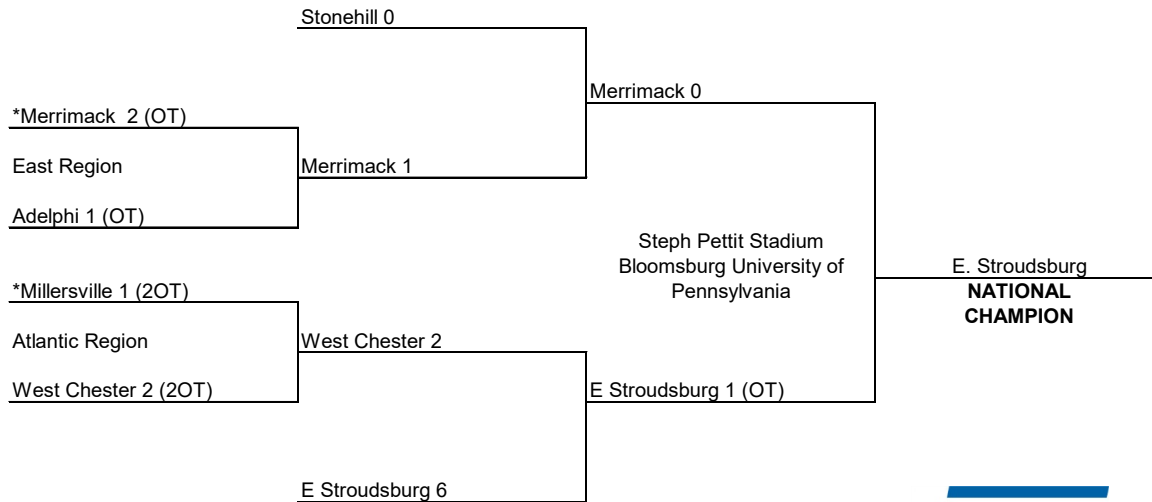 Stonehill 0
Merrimack 0
*Merrimack  2 (OT)
East Region
Merrimack 1
Adelphi 1 (OT)
Steph Pettit Stadium
Bloomsburg University of
Pennsylvania
E. Stroudsburg
NATIONAL
CHAMPION
*Millersville 1 (2OT)
Atlantic Region
West Chester 2
West Chester 2 (2OT)
E Stroudsburg 1 (OT)
E Stroudsburg 6